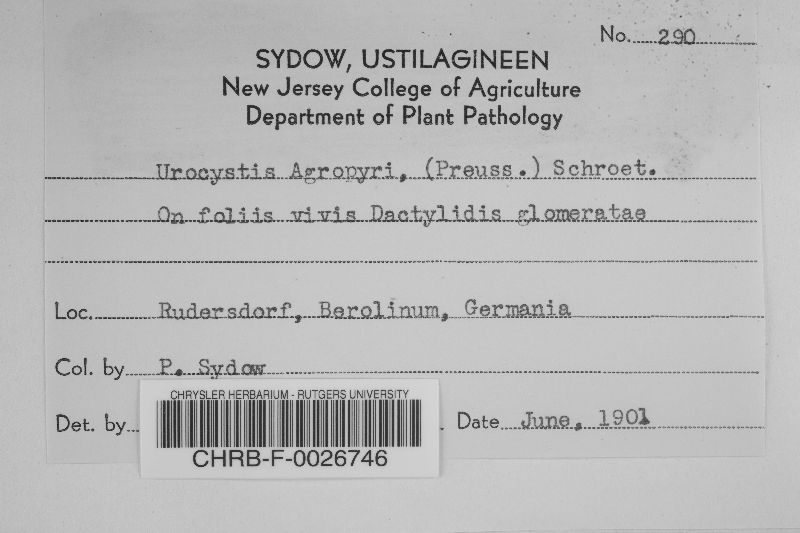 No. 290
SYDOW, USTILAGINEEN
New Jersey College of Agriculture
Department of Plant Pathology
Urocystis Agropyri, (Preuss.) Schroet.
On foliis vivis Dactylidis glomeratae
Loc. Rudersdorf, Berolinum, Germania
Col. by P. Sydow
Det. by Date June, 1901
CHRYSLER HERBARIUM - RUTGERS UNIVERSITY
CHRB-F-0026746